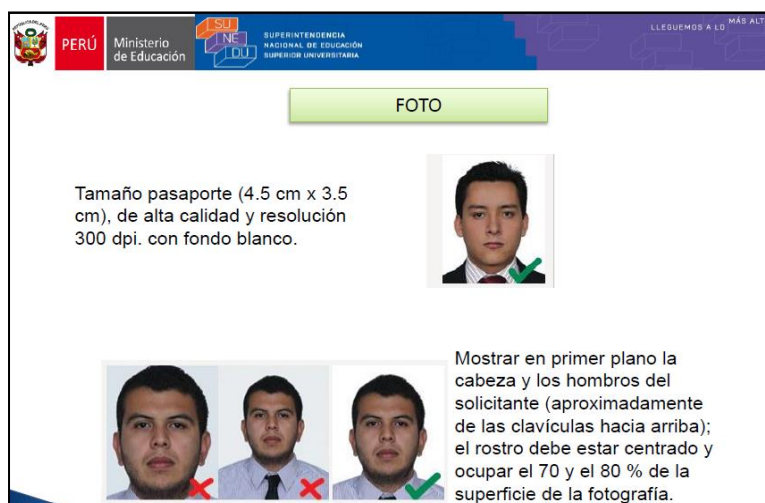 PERÚ
Ministerio
de Educación
SU
NE
DU
SUPERINTENDENCIA
NACIONAL DE EDUCACIÓN
SUPERIOR UNIVERSITARIA
LLEGUEMOS A LO
MÁS ALT
FOTO
Tamaño pasaporte (4.5 cm x 3.5
cm), de alta calidad y resolución
300 dpi. con fondo blanco.
Mostrar en primer plano la
cabeza y los hombros del
solicitante (aproximadamente
de las clavículas hacia arriba);
el rostro debe estar centrado y
ocupar el 70 y el 80 % de la
superficie de la fotografía.